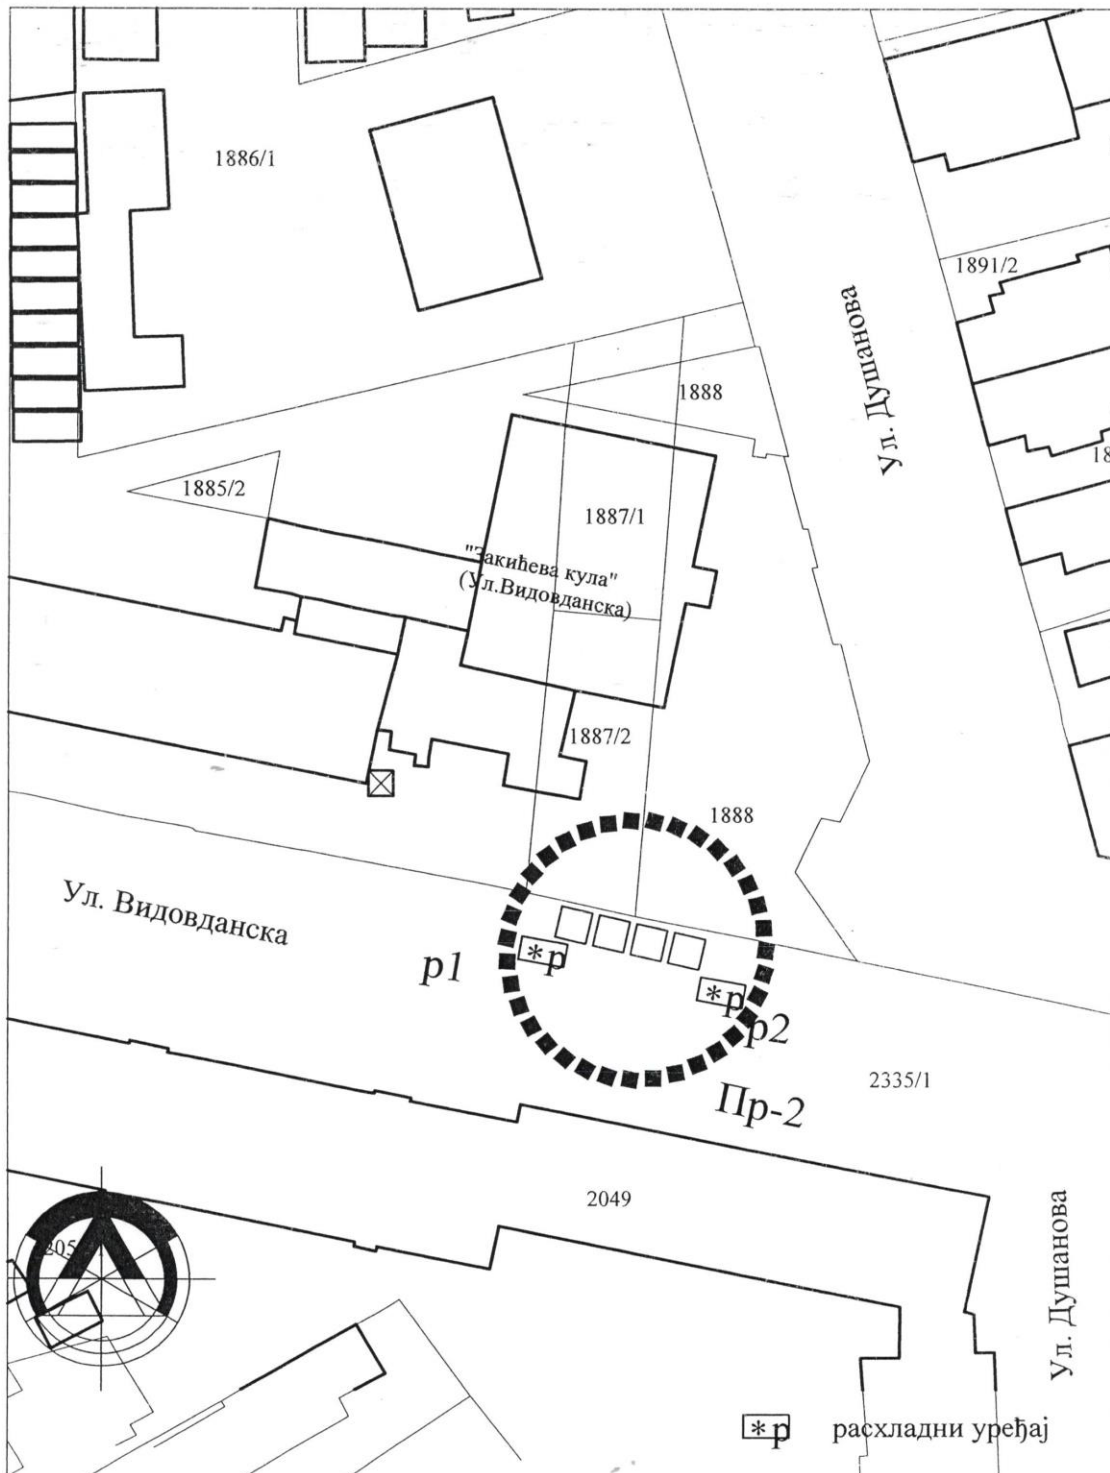 1886/1
1891/2
Ул. Душанова
1888
1885/2
1887/1
18
"Закићева кула"
(Ул.Видовданска)
1887/2
1888
Ул. Видовданска
р1
*р
*р
р2
2335/1
Пр-2
2049
Ул. Душанова
*р расхладни уређај